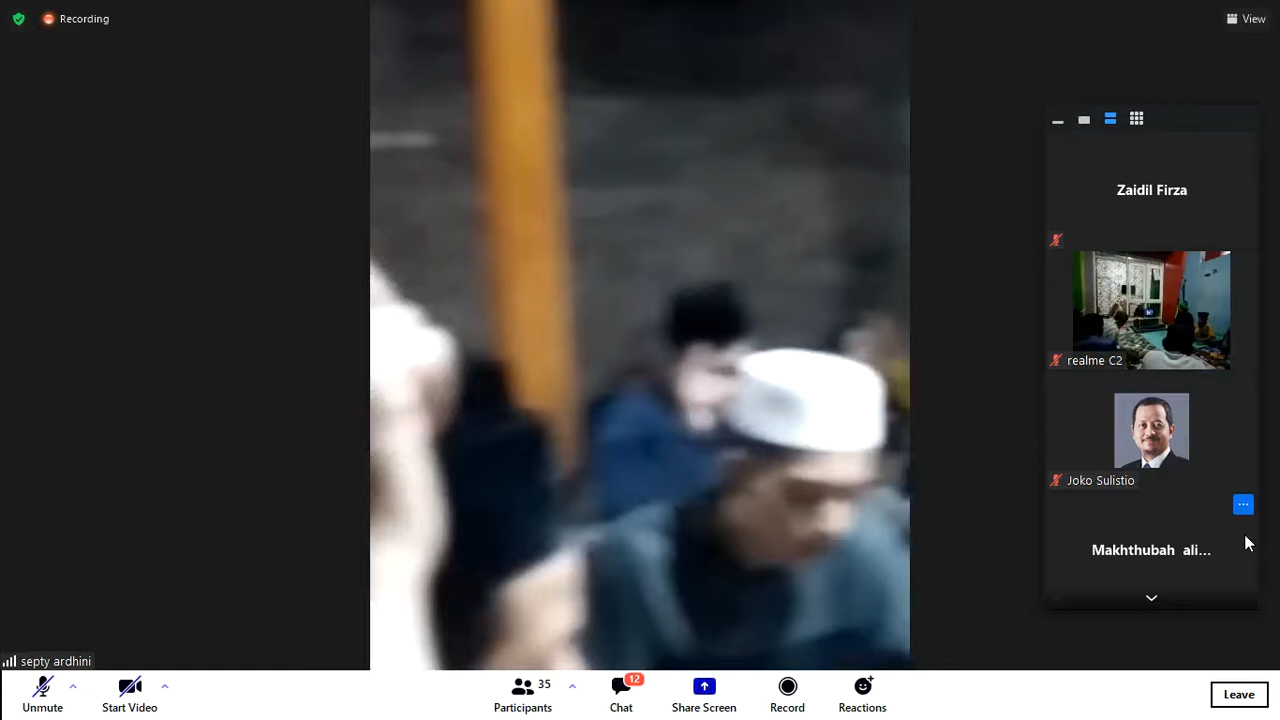 Recording
View
Zaidil Firza
realme C2
Joko Sulistio
Makhthubah ali...
septy ardhini
Unmute
Start Video
35
Participants
12
Chat
Share Screen
Record
Reactions
Leave